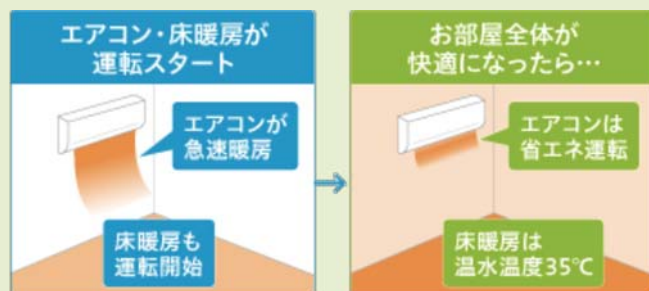 エアコン・床暖房が
運転スタート
エアコンが
急速暖房
床暖房も
運転開始
お部屋全体が
快適になったら…
エアコンは
省エネ運転
床暖房は
温水温度35℃